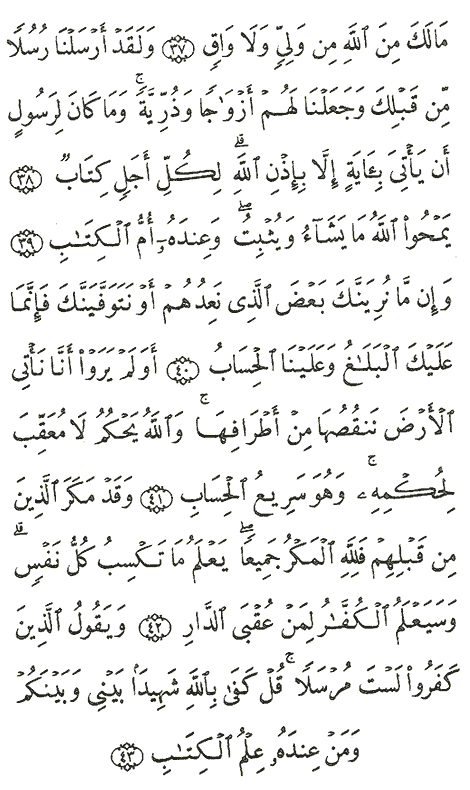 مَا لَكَ مِنَ ٱللَّهِ مِن وَلِيٍّ وَلَا وَاقٍ ٣٧ وَلَقَدْ أَرْسَلْنَا رُسُلًا
مِّن قَبْلِكَ وَجَعَلْنَا لَهُمْ أَزْوَٰجًا وَذُرِّيَّةً ۚ وَمَا كَانَ لِرَسُولٍ
أَن يَأْتِىَ بِـَٔايَةٍ إِلَّا بِإِذْنِ ٱللَّهِ ۗ لِكُلِّ أَجَلٍ كِتَابٌ ٣٨
يَمْحُوا۟ ٱللَّهُ مَا يَشَآءُ وَيُثْبِتُ ۖ وَعِندَهُۥٓ أُمُّ ٱلْكِتَٰبِ ٣٩
وَإِن مَّا نُرِيَنَّكَ بَعْضَ ٱلَّذِى نَعِدُهُمْ أَوْ نَتَوَفَّيَنَّكَ فَإِنَّمَا
عَلَيْكَ ٱلْبَلَٰغُ وَعَلَيْنَا ٱلْحِسَابُ ٤٠ أَوَلَمْ يَرَوْا۟ أَنَّا نَأْتِى
ٱلْأَرْضَ نَنقُصُهَا مِنْ أَطْرَافِهَا ۚ وَٱللَّهُ يَحْكُمُ لَا مُعَقِّبَ
لِحُكْمِهِۦ ۚ وَهُوَ سَرِيعُ ٱلْحِسَابِ ٤١ وَقَدْ مَكَرَ ٱلَّذِينَ
مِن قَبْلِهِمْ فَلِلَّهِ ٱلْمَكْرُ جَمِيعًا ۖ يَعْلَمُ مَا تَكْسِبُ كُلُّ نَفْسٍ ۗ
وَسَيَعْلَمُ ٱلْكُفَّٰرُ لِمَنْ عُقْبَى ٱلدَّارِ ٤٢ وَيَقُولُ ٱلَّذِينَ
كَفَرُوا۟ لَسْتَ مُرْسَلًا ۚ قُلْ كَفَىٰ بِٱللَّهِ شَهِيدًۢا بَيْنِى وَبَيْنَكُمْ
وَمَنْ عِندَهُۥ عِلْمُ ٱلْكِتَٰبِ ٤٣